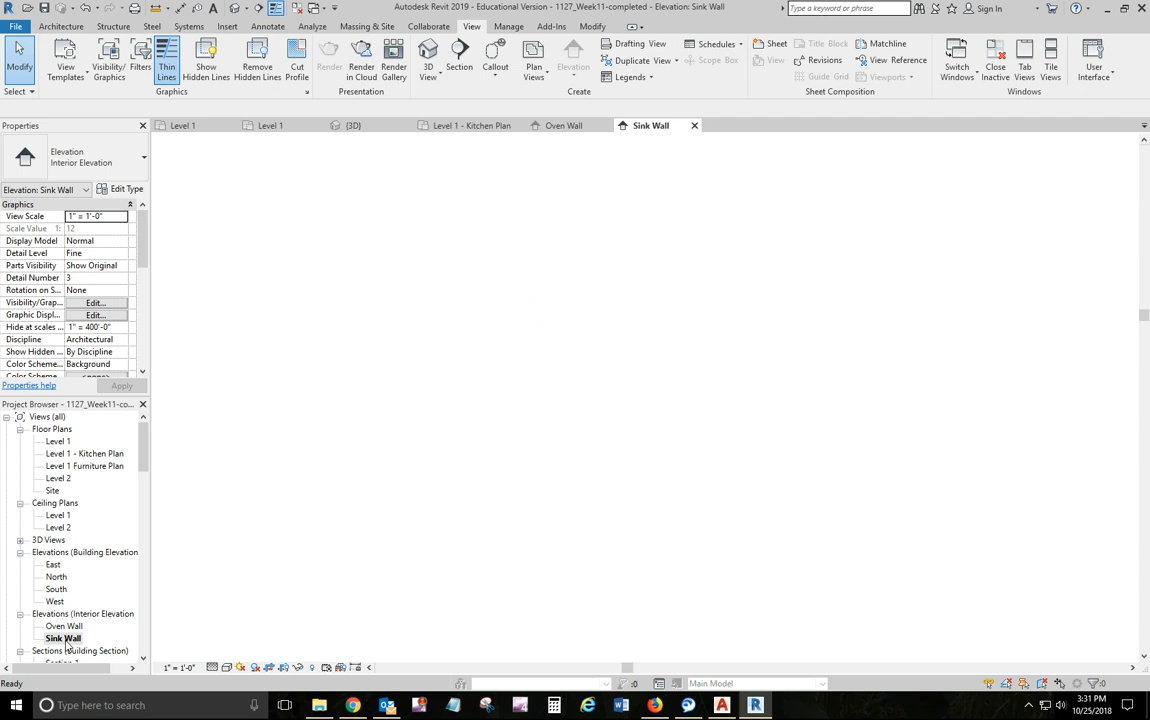 Autodesk Revit 2019 - Educational Version - 1127_Week11-completed - Elevation: Sink Wall
Type a keyword or phrase
Sign In
File Architecture Structure Steel Systems Insert Annotate Analyze Massing & Site Collaborate View Manage Add-Ins Modify
Modify
View Templates
Visibility/ Graphics
Filters
Thin Lines
Show Hidden Lines
Remove Hidden Lines
Cut Profile
Render
Render in Cloud
Render Gallery
3D View
Section
Callout
Plan Views
Elevation
Drafting View
Duplicate View
Legends
Schedules
Scope Box
Sheet
View
Title Block
Revisions
Guide Grid
Matchline
View Reference
Viewports
Switch Windows
Close Inactive
Tab Views
Tile Views
User Interface
Select Graphics Presentation Create Sheet Composition Windows
Properties
Level 1
Level 1
{3D}
Level 1 - Kitchen Plan
Oven Wall
Sink Wall
Elevation
Interior Elevation
Elevation: Sink Wall Edit Type
Graphics
View Scale 1" = 1'-0"
Scale Value 1: 12
Display Model Normal
Detail Level Fine
Parts Visibility Show Original
Detail Number 3
Rotation on S... None
Visibility/Grap... Edit...
Graphic Displ... Edit...
Hide at scales ... 1" = 400'-0"
Discipline Architectural
Show Hidden ... By Discipline
Color Scheme... Background
Color Scheme <none>
Properties help Apply
Project Browser - 1127_Week11-co...
Views (all)
Floor Plans
Level 1
Level 1 - Kitchen Plan
Level 1 Furniture Plan
Level 2
Site
Ceiling Plans
Level 1
Level 2
3D Views
Elevations (Building Elevation
East
North
South
West
Elevations (Interior Elevation
Oven Wall
Sink Wall
Sections (Building Section)
1" = 1'-0"
Ready
:0
Main Model
:0
Type here to search
3:31 PM
10/25/2018